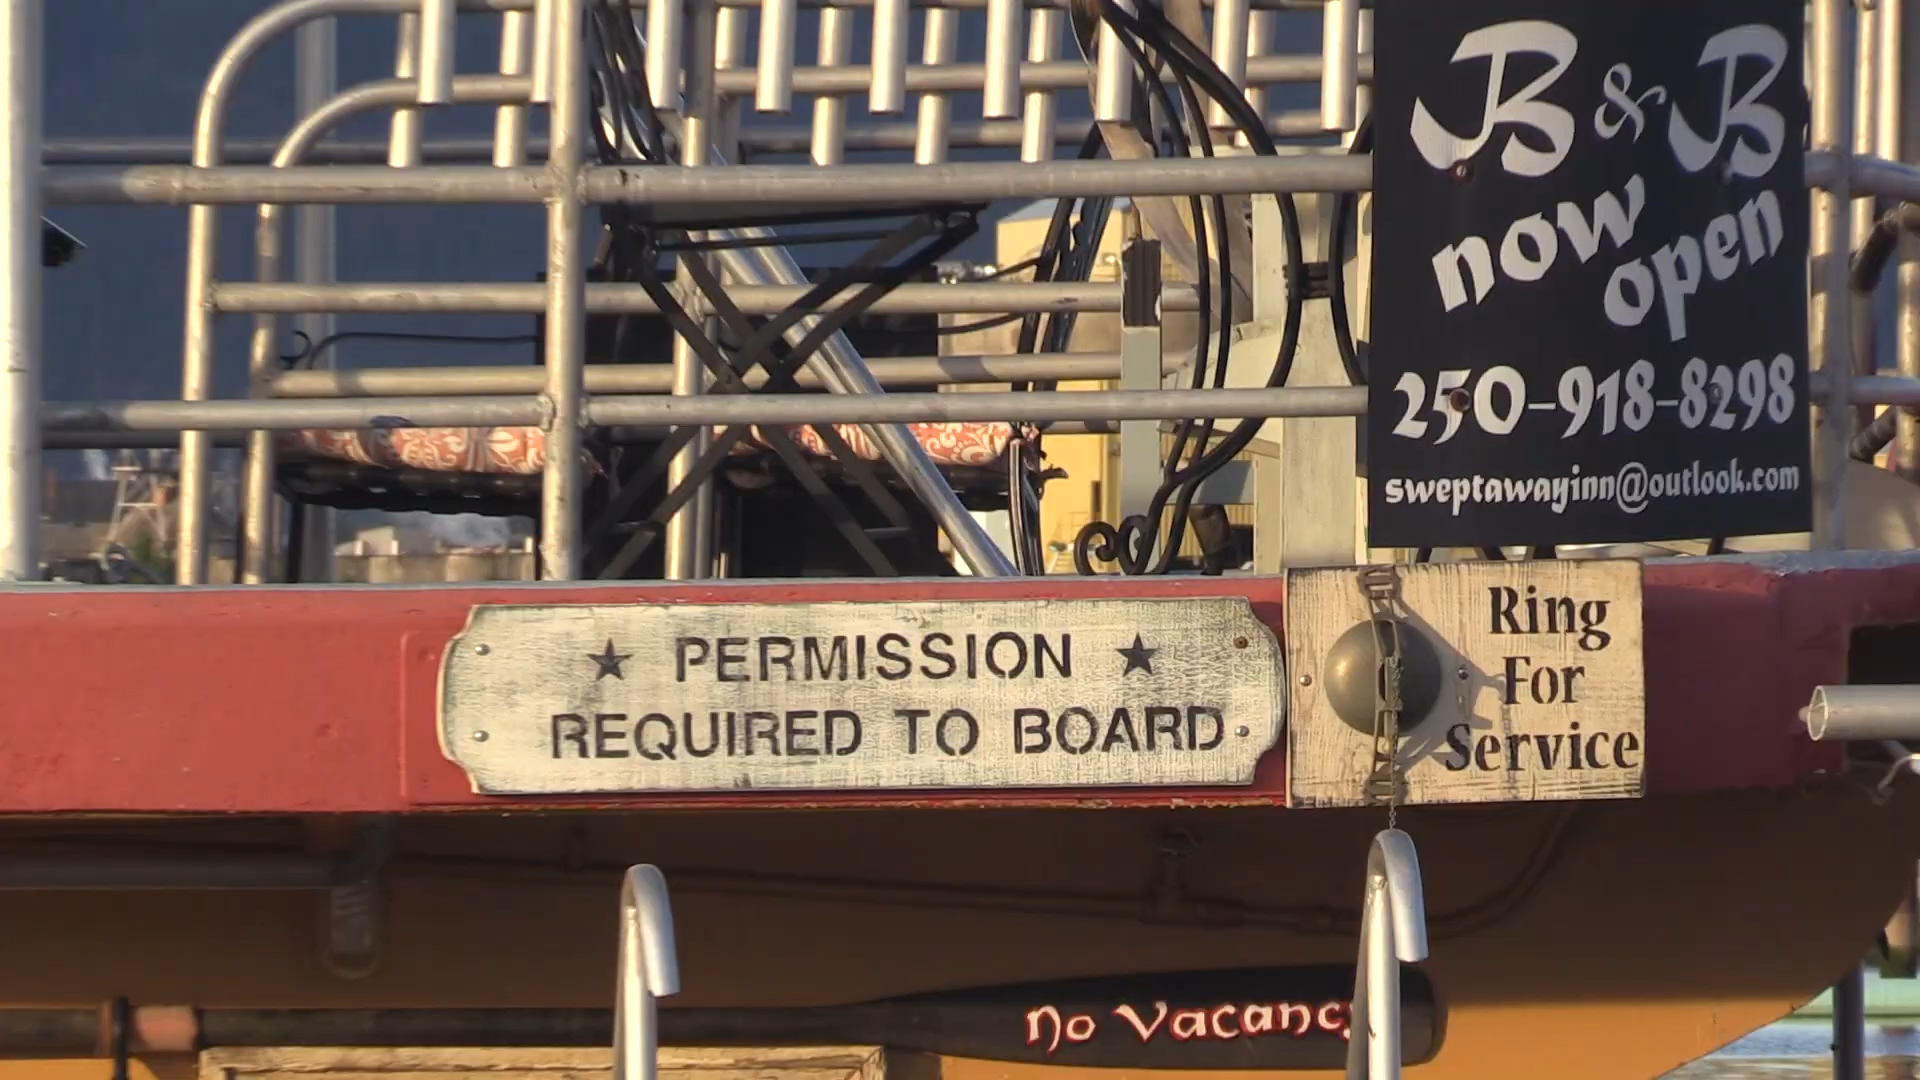 B & B
now
open
250-918-8298
sweptawayinn@outlook.com
★ PERMISSION ★
REQUIRED TO BOARD
Ring
For
Service
No Vacancy